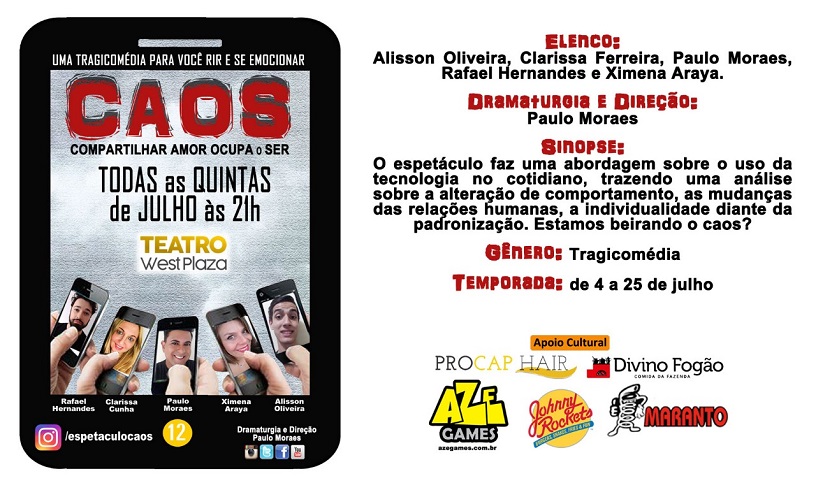 UMA TRAGICOMÉDIA PARA VOCÊ RIR E SE EMOCIONAR
CAOS
COMPARTILHAR AMOR OCUPA O SER
TODAS as QUINTAS
de JULHO às 21h
TEATRO
West Plaza
Rafael Hernandes
Clarissa Cunha
Paulo Moraes
Ximena Araya
Alisson Oliveira
/espetaculocaos
12
Dramaturgia e Direção
Paulo Moraes
You Tube
ELENCO:
Alisson Oliveira, Clarissa Ferreira, Paulo Moraes,
Rafael Hernandes e Ximena Araya.
DRAMATURGIA E DIREÇÃO:
Paulo Moraes
SINOPSE:
O espetáculo faz uma abordagem sobre o uso da
tecnologia no cotidiano, trazendo uma análise
sobre a alteração de comportamento, as mudanças
das relações humanas, a individualidade diante da
padronização. Estamos beirando o caos?
GÊNERO: Tragicomédia
TEMPORADA: de 4 a 25 de julho
Apoio Cultural
PROCAP HAIR
Divino Fogão
COMIDA DA FAZENDA
AZE
GAMES
azegames.com.br
Johnny
Rockets
MARANTO